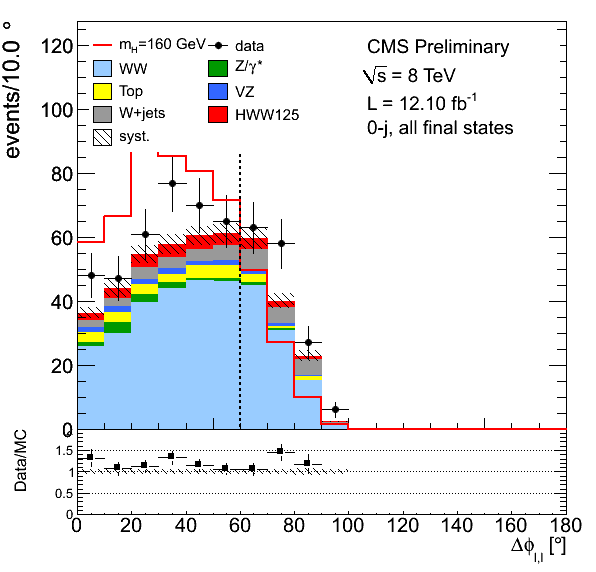 events/10.0 °
120
100
80
60
40
20
0
m_H=160 GeV
data
WW
Z/γ*
Top
VZ
W+jets
HWW125
syst.
CMS Preliminary
√s = 8 TeV
L = 12.10 fb⁻¹
0-j, all final states
Data/MC
2
1.5
1
0.5
0
0 20 40 60 80 100 120 140 160 180
Δϕ_l,l [°]